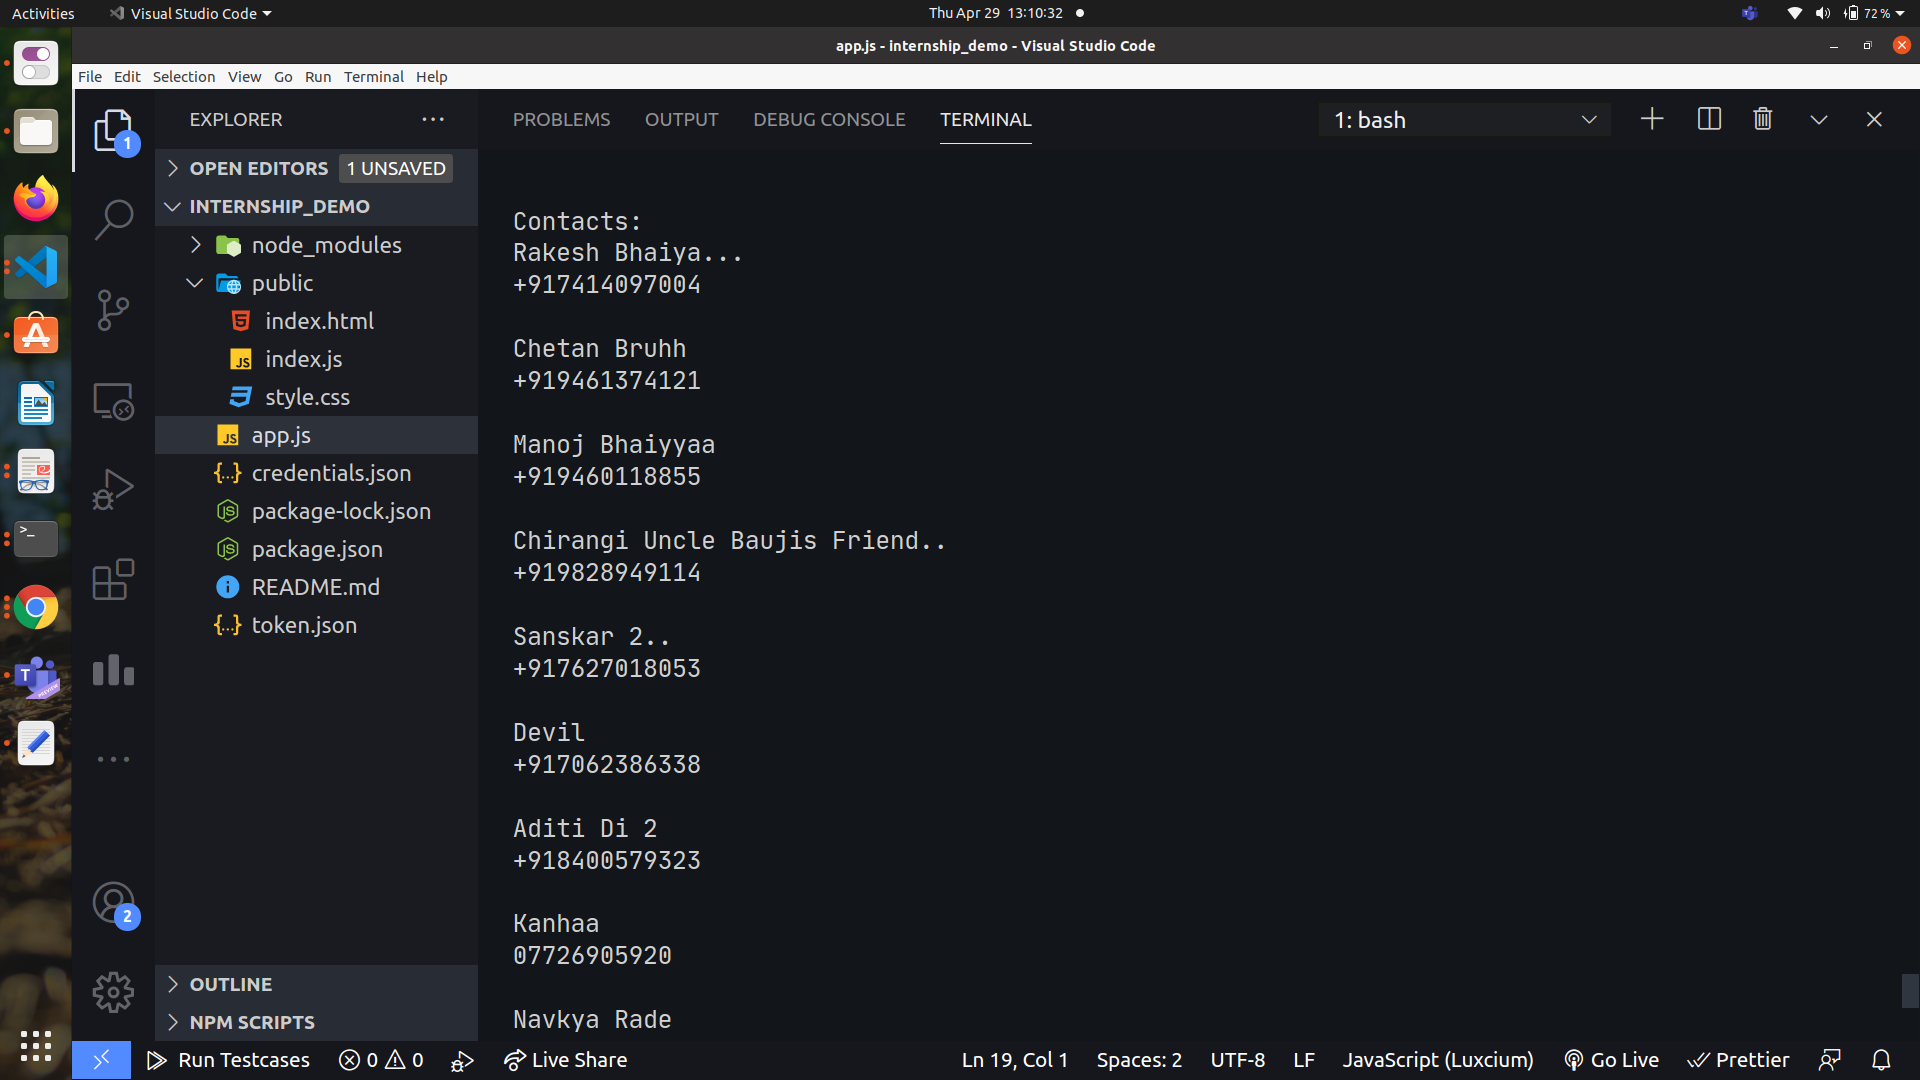 Activities Visual Studio Code Thu Apr 29 13:10:32 72 %
app.js - internship_demo - Visual Studio Code
File Edit Selection View Go Run Terminal Help
EXPLORER
PROBLEMS OUTPUT DEBUG CONSOLE TERMINAL 1: bash
1
OPEN EDITORS 1 UNSAVED
INTERNSHIP_DEMO
node_modules
public
index.html
index.js
style.css
app.js
credentials.json
package-lock.json
package.json
README.md
token.json
2
OUTLINE
NPM SCRIPTS
Contacts:
Rakesh Bhaiya...
+917414097004
Chetan Bruhh
+919461374121
Manoj Bhaiyyaa
+919460118855
Chirangi Uncle Baujis Friend..
+919828949114
Sanskar 2..
+917627018053
Devil
+917062386338
Aditi Di 2
+918400579323
Kanhaa
07726905920
Navkya Rade
Run Testcases 0 0 Live Share Ln 19, Col 1 Spaces: 2 UTF-8 LF JavaScript (Luxcium) Go Live Prettier